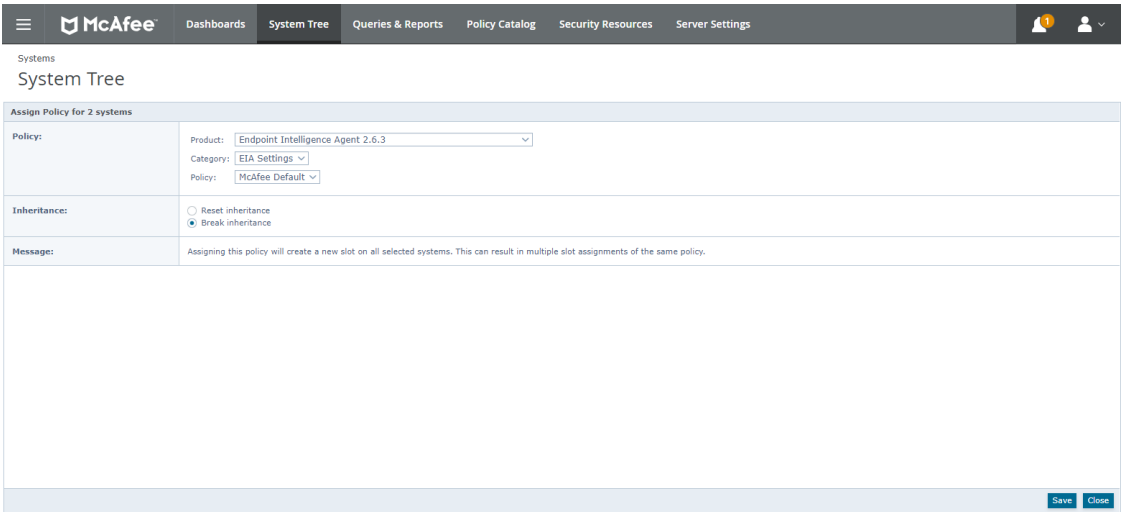 McAfee Dashboards System Tree Queries & Reports Policy Catalog Security Resources Server Settings 1
Systems
System Tree
Assign Policy for 2 systems
Policy:
Product: Endpoint Intelligence Agent 2.6.3
Category: EIA Settings
Policy: McAfee Default
Inheritance:
Reset inheritance
Break inheritance
Message: Assigning this policy will create a new slot on all selected systems. This can result in multiple slot assignments of the same policy.
Save Close